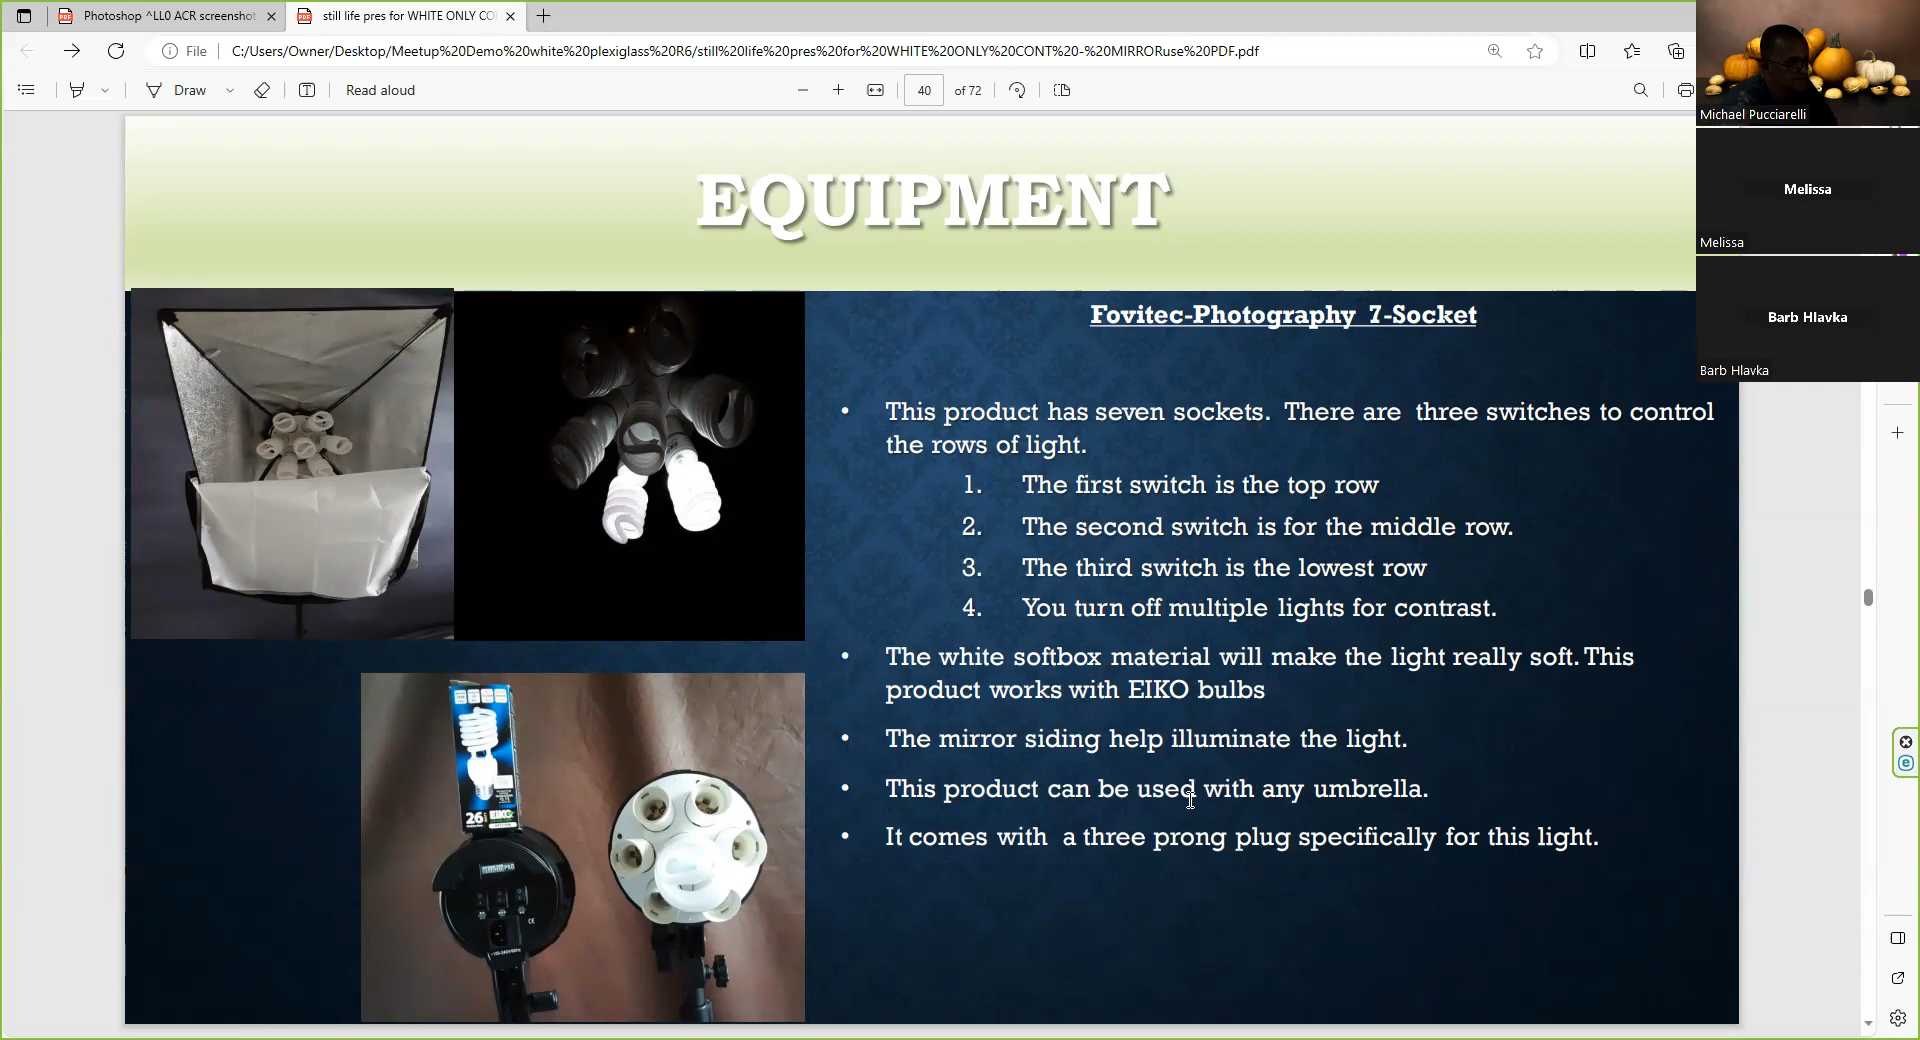 Photoshop ^LL0 ACR screenshot
still life pres for WHITE ONLY CO
File
C:/Users/Owner/Desktop/Meetup%20Demo%20white%20plexiglass%20R6/still%20life%20pres%20for%20WHITE%20ONLY%20CONT%20-%20MIRRORuse%20PDF.pdf
Draw
Read aloud
40
of 72
Michael Pucciarelli
Melissa
Melissa
Barb Hlavka
Barb Hlavka
EQUIPMENT
Fovitec-Photography 7-Socket
• This product has seven sockets. There are three switches to control
the rows of light.
1. The first switch is the top row
2. The second switch is for the middle row.
3. The third switch is the lowest row
4. You turn off multiple lights for contrast.
• The white softbox material will make the light really soft. This
product works with EIKO bulbs
• The mirror siding help illuminate the light.
• This product can be used with any umbrella.
• It comes with a three prong plug specifically for this light.
26
EIKO